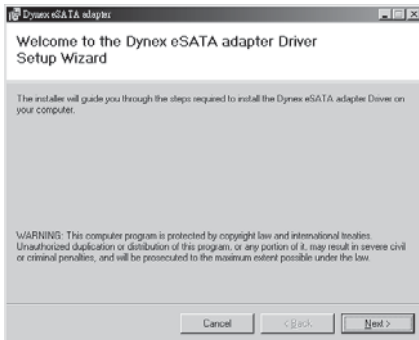 Dynex eSATA adapter
Welcome to the Dynex eSATA adapter Driver
Setup Wizard
The installer will guide you through the steps required to install the Dynex eSATA adapter Driver on
your computer.
WARNING: This computer program is protected by copyright law and international treaties.
Unauthorized duplication or distribution of this program, or any portion of it, may result in severe civil
or criminal penalties, and will be prosecuted to the maximum extent possible under the law.
Cancel
< Back
Next >